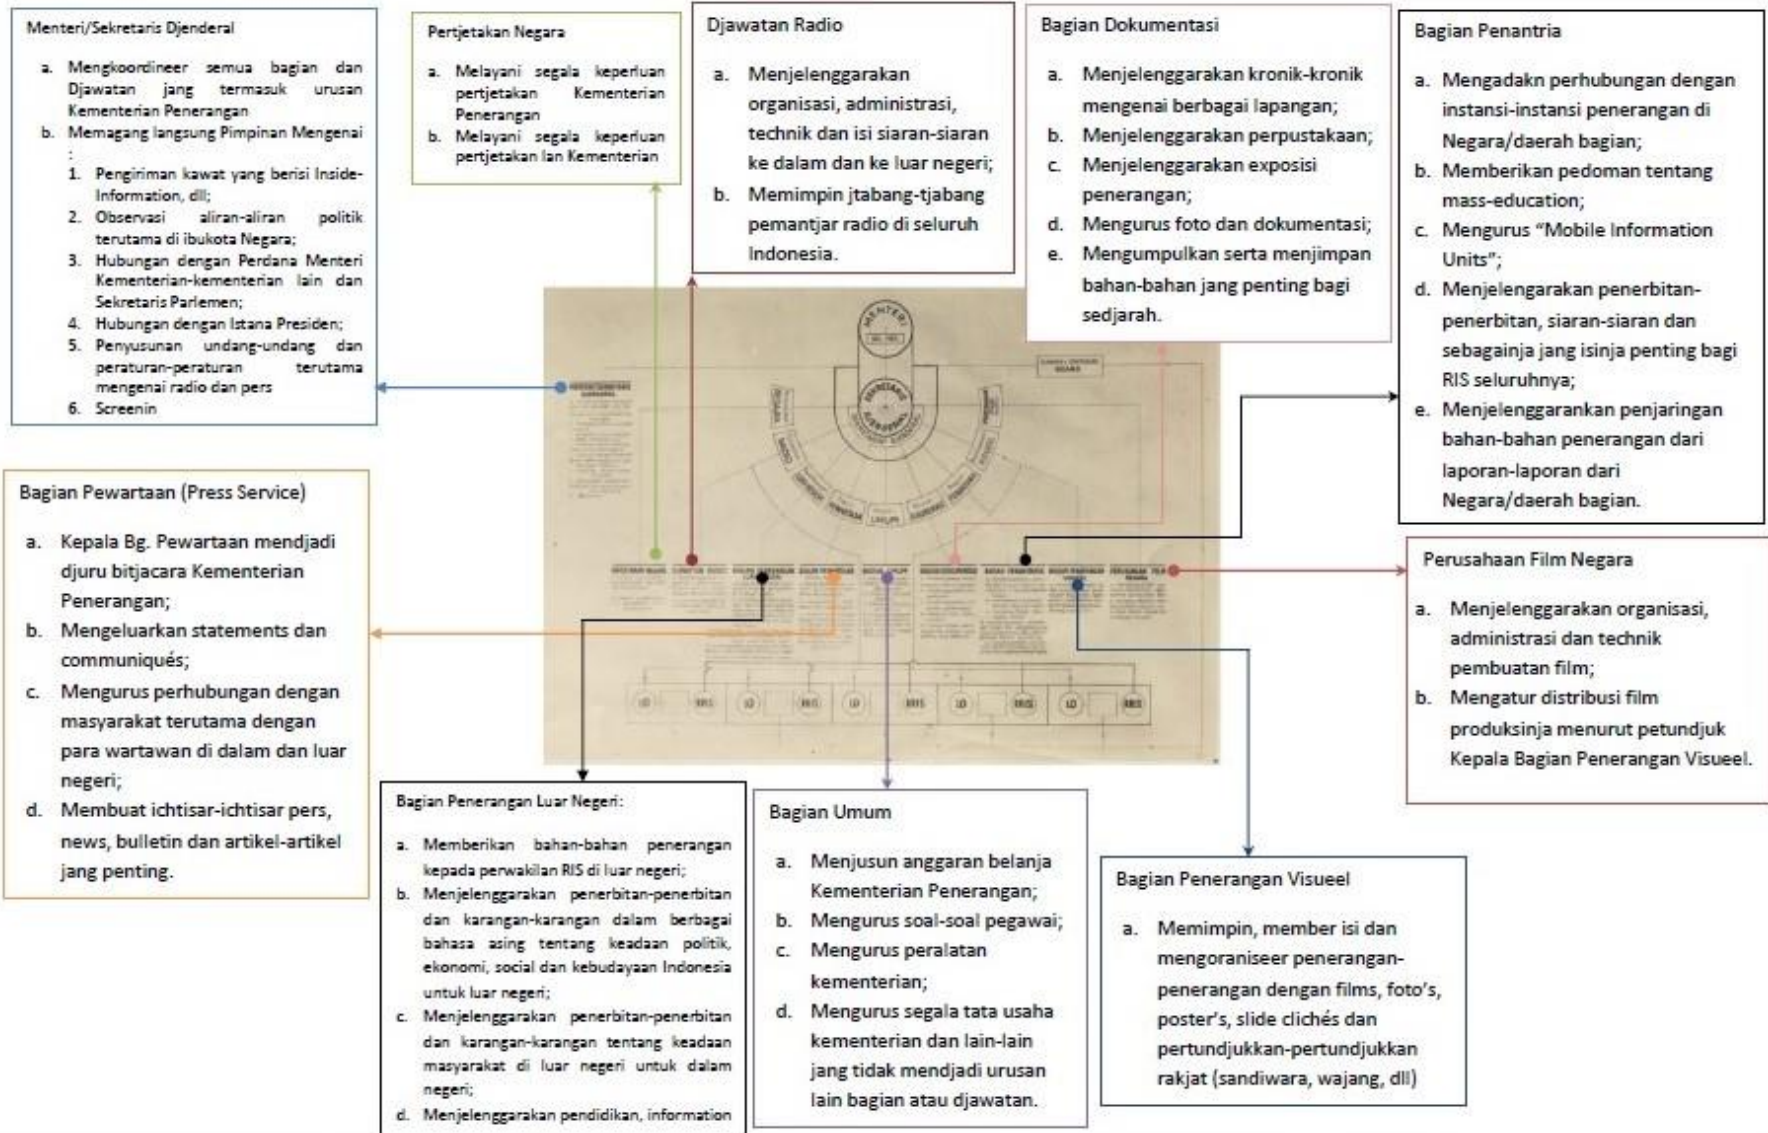 Menteri/Sekretaris Djenderal
a. Mengkoordineer semua bagian dan
Djawatan jang termasuk urusan
Kementerian Penerangan
b. Memagang langsung Pimpinan Mengenai
:
1. Pengiriman kawat yang berisi Inside-
Information, dll;
2. Observasi aliran-aliran politik
terutama di ibukota Negara;
3. Hubungan dengan Perdana Menteri
Kementerian-kementerian lain dan
Sekretaris Parlemen;
4. Hubungan dengan Istana Presiden;
5. Penyusunan undang-undang dan
peraturan-peraturan terutama
mengenai radio dan pers
6. Screenin
Pertjetakan Negara
a. Melayani segala keperluan
pertjetakan Kementerian
Penerangan
b. Melayani segala keperluan
pertjetakan lan Kementerian
Djawatan Radio
a. Menjelenggarakan
organisasi, administrasi,
technik dan isi siaran-siaran
ke dalam dan ke luar negeri;
b. Memimpin jtabang-tjabang
pemantjar radio di seluruh
Indonesia.
Bagian Dokumentasi
a. Menjelenggarakan kronik-kronik
mengenai berbagai lapangan;
b. Menjelenggarakan perpustakaan;
c. Menjelenggarakan exposisi
penerangan;
d. Mengurus foto dan dokumentasi;
e. Mengumpulkan serta menjimpan
bahan-bahan jang penting bagi
sedjarah.
Bagian Penantria
a. Mengadakn perhubungan dengan
instansi-instansi penerangan di
Negara/daerah bagian;
b. Memberikan pedoman tentang
mass-education;
c. Mengurus “Mobile Information
Units”;
d. Menjelengarakan penerbitan-
penerbitan, siaran-siaran dan
sebagainja jang isinja penting bagi
RIS seluruhnya;
e. Menjelenggarankan penjaringan
bahan-bahan penerangan dari
laporan-laporan dari
Negara/daerah bagian.
MENTERI
SEKRETARIS
DJENDERAL
UMUM
LO RRIS LO RRIS LO RRIS LO RRIS LO RRIS
Bagian Pewartaan (Press Service)
a. Kepala Bg. Pewartaan mendjadi
djuru bitjacara Kementerian
Penerangan;
b. Mengeluarkan statements dan
communiqués;
c. Mengurus perhubungan dengan
masyarakat terutama dengan
para wartawan di dalam dan luar
negeri;
d. Membuat ichtisar-ichtisar pers,
news, bulletin dan artikel-artikel
jang penting.
Perusahaan Film Negara
a. Menjelenggarakan organisasi,
administrasi dan technik
pembuatan film;
b. Mengatur distribusi film
produksinja menurut petundjuk
Kepala Bagian Penerangan Visueel.
Bagian Penerangan Luar Negeri:
a. Memberikan bahan-bahan penerangan
kepada perwakilan RIS di luar negeri;
b. Menjelenggarakan penerbitan-penerbitan
dan karangan-karangan dalam berbagai
bahasa asing tentang keadaan politik,
ekonomi, social dan kebudayaan Indonesia
untuk luar negeri;
c. Menjelenggarakan penerbitan-penerbitan
dan karangan-karangan tentang keadaan
masyarakat di luar negeri untuk dalam
negeri;
d. Menjelenggarakan pendidikan, information
Bagian Umum
a. Menjusun anggaran belanja
Kementerian Penerangan;
b. Mengurus soal-soal pegawai;
c. Mengurus peralatan
kementerian;
d. Mengurus segala tata usaha
kementerian dan lain-lain
jang tidak mendjadi urusan
lain bagian atau djawatan.
Bagian Penerangan Visueel
a. Memimpin, member isi dan
mengoraniseer penerangan-
penerangan dengan films, foto's,
poster's, slide clichés dan
pertundjukkan-pertundjukkan
rakjat (sandiwara, wajang, dll)